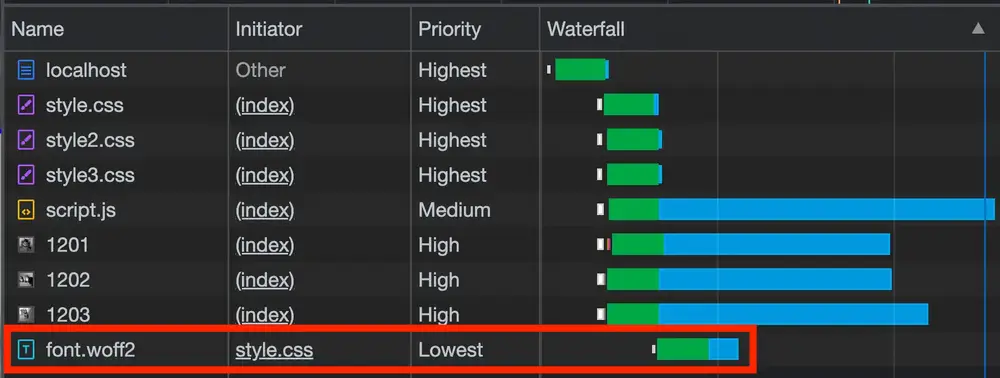 Name Initiator Priority Waterfall
localhost Other Highest
style.css (index) Highest
style2.css (index) Highest
style3.css (index) Highest
script.js (index) Medium
1201 (index) High
1202 (index) High
1203 (index) High
T font.woff2 style.css Lowest